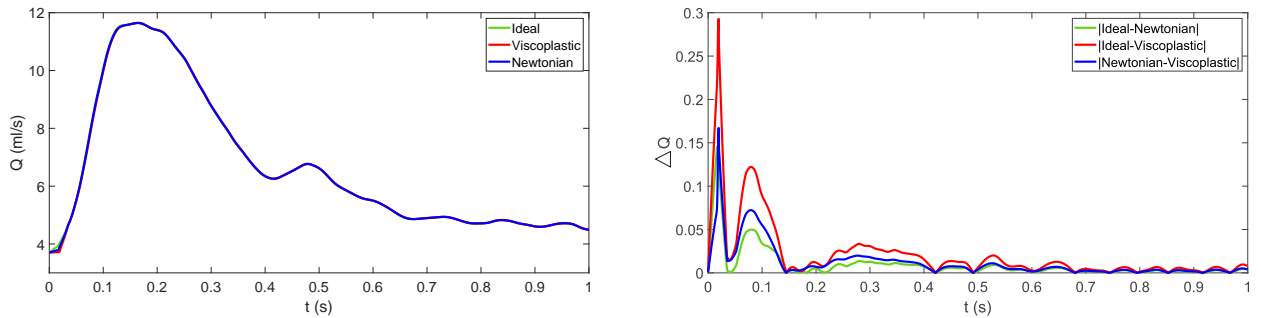 12
10
8
6
4
Q (ml/s)
0 0.1 0.2 0.3 0.4 0.5 0.6 0.7 0.8 0.9 1
t (s)
Ideal
Viscoplastic
Newtonian
0.3
0.25
0.2
0.15
0.1
0.05
0
△Q
0 0.1 0.2 0.3 0.4 0.5 0.6 0.7 0.8 0.9 1
t (s)
|Ideal-Newtonian|
|Ideal-Viscoplastic|
|Newtonian-Viscoplastic|